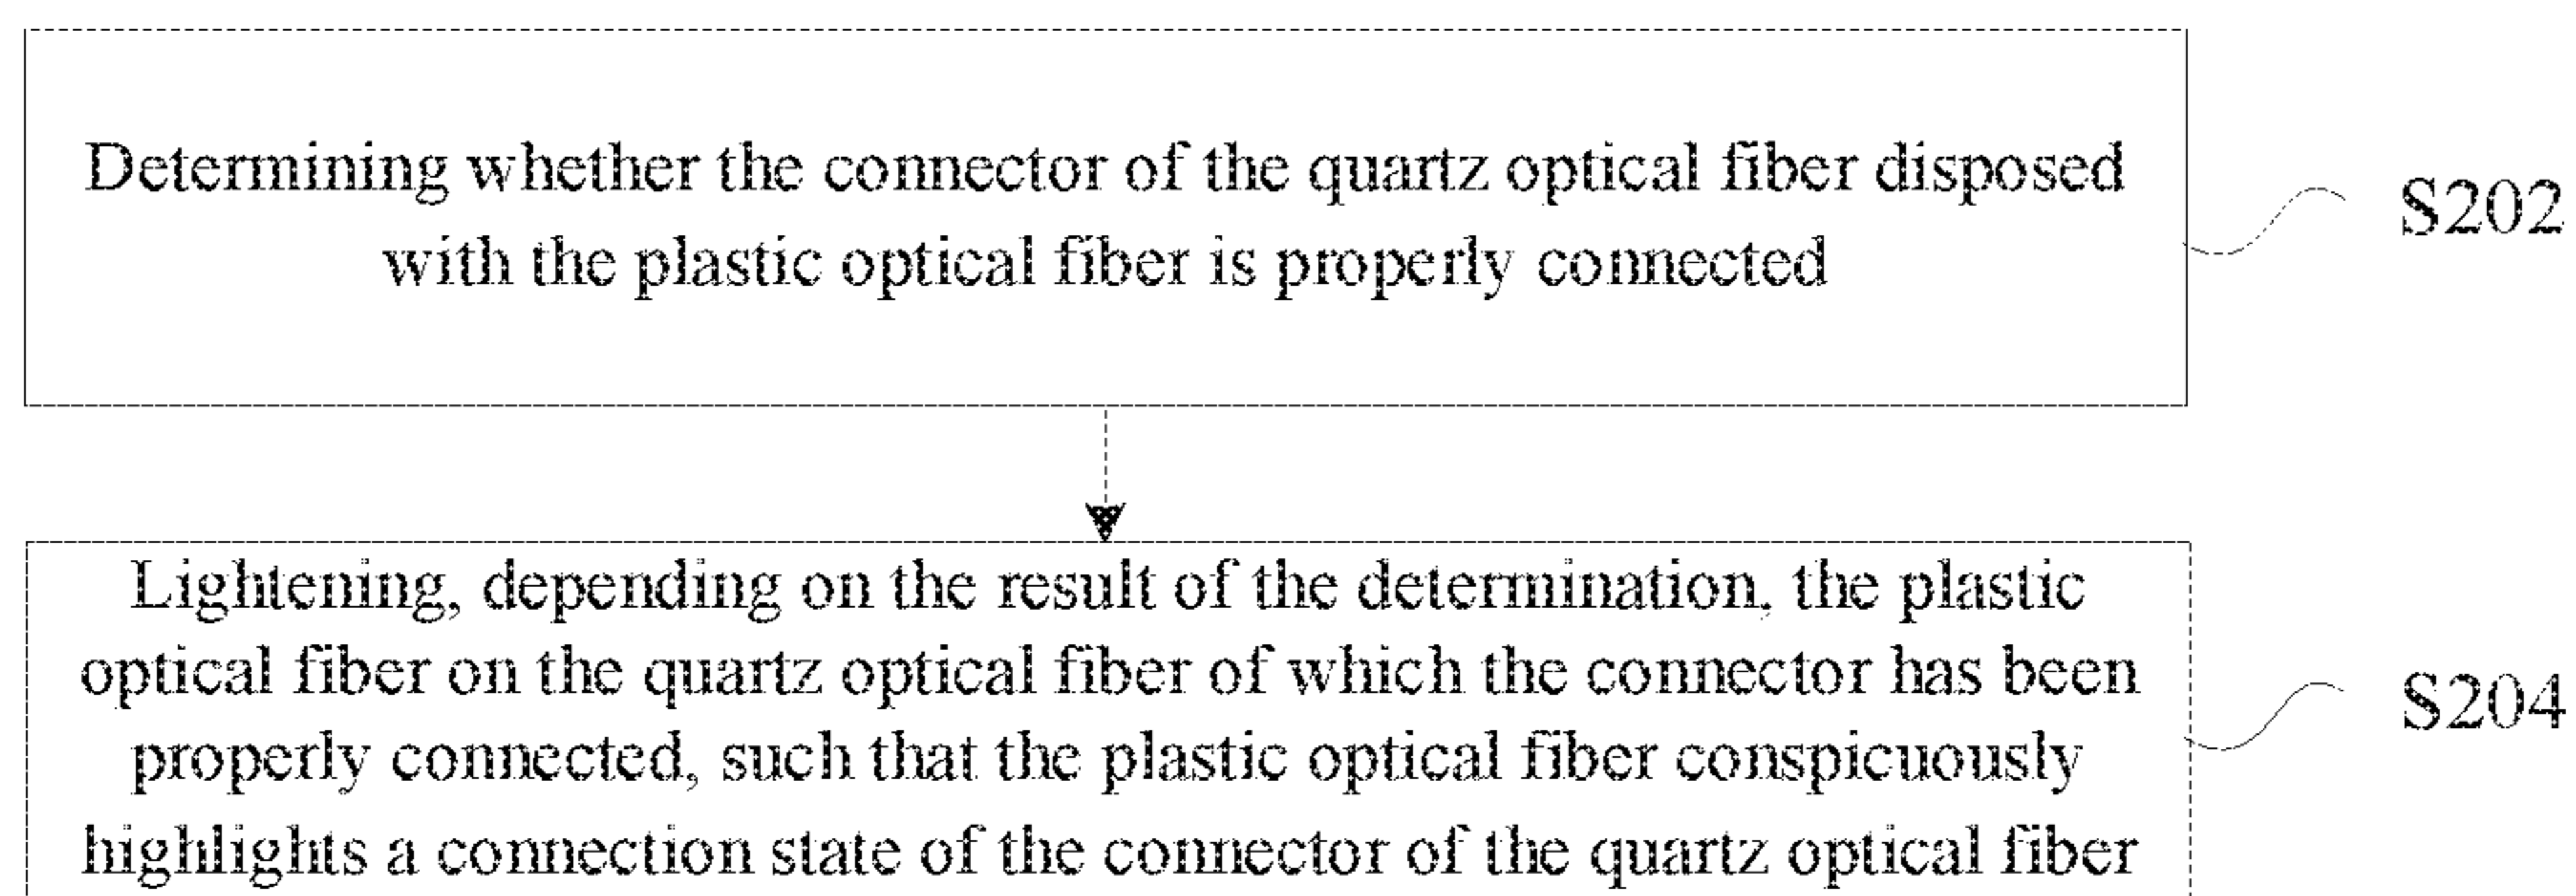 Determining whether the connector of the quartz optical fiber disposed
with the plastic optical fiber is properly connected
S202
Lightening, depending on the result of the determination, the plastic
optical fiber on the quartz optical fiber of which the connector has been
properly connected, such that the plastic optical fiber conspicuously
highlights a connection state of the connector of the quartz optical fiber
S204